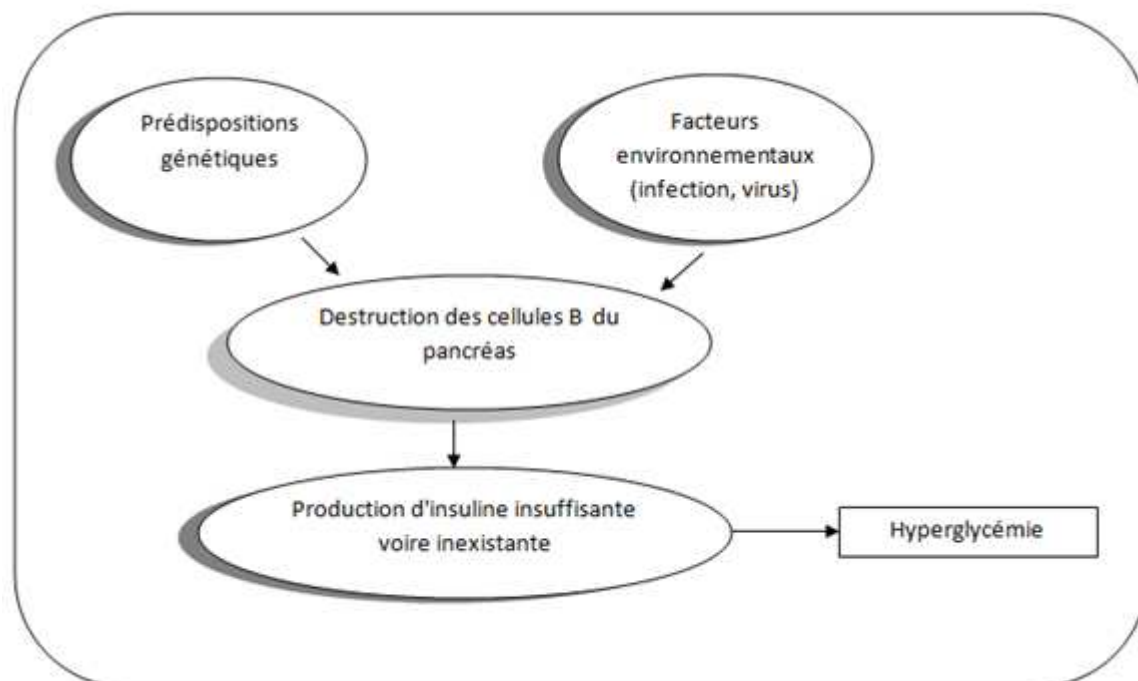 Prédispositions
génétiques
Facteurs
environnementaux
(infection, virus)
Destruction des cellules B du
pancréas
Production d'insuline insuffisante
voire inexistante
Hyperglycémie